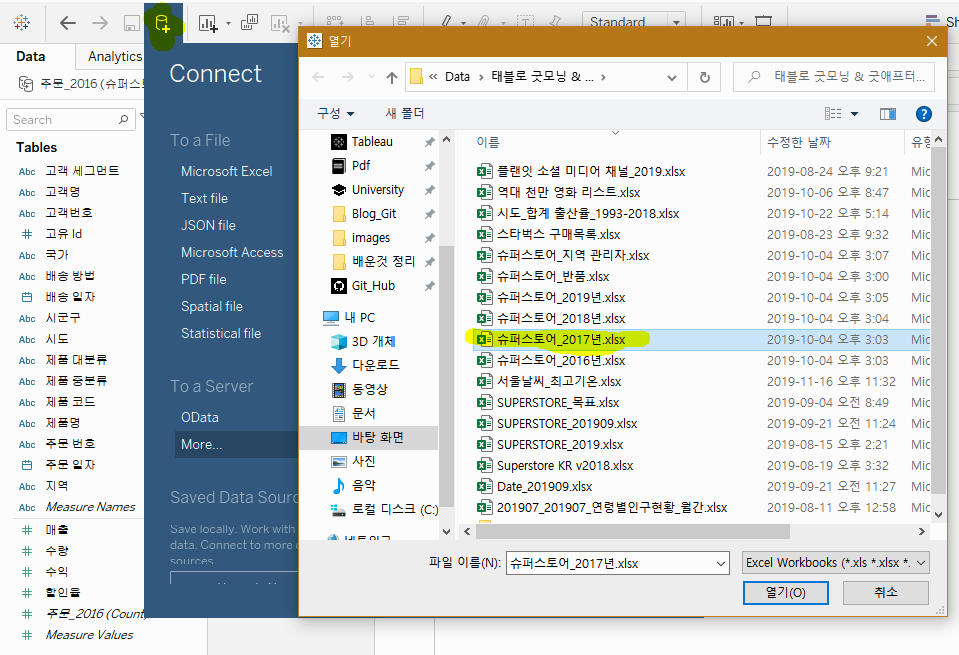 Standard
Sh
Data
Analytics
주문_2016 (슈퍼스토
Search
Tables
Abc 고객 세그먼트
Abc 고객명
Abc 고객번호
고유 Id
Abc 국가
Abc 배송 방법
배송 일자
Abc 시군구
Abc 시도
Abc 제품 대분류
Abc 제품 중분류
Abc 제품 코드
Abc 제품명
Abc 주문 번호
주문 일자
Abc 지역
Abc Measure Names
매출
수량
수익
할인율
주문_2016 (Count)
Measure Values
Connect
To a File
Microsoft Excel
Text file
JSON file
Microsoft Access
PDF file
Spatial file
Statistical file
To a Server
OData
More...
Saved Data Sourc
Save locally. Work with
data. Connect to more
sources
열기
« Data › 태블로 굿모닝 & ... ›
태블로 굿모닝 & 굿애프터...
구성
새 폴더
Tableau
Pdf
University
Blog_Git
images
배운것 정리
Git_Hub
내 PC
3D 개체
다운로드
동영상
문서
바탕 화면
사진
음악
로컬 디스크 (C:)
네트워크
이름 수정한 날짜 유형
플랜잇 소셜 미디어 채널_2019.xlsx 2019-08-24 오후 9:21 Mic
역대 천만 영화 리스트.xlsx 2019-10-06 오후 8:47 Mic
시도_합계 출산율_1993-2018.xlsx 2019-10-22 오후 5:14 Mic
스타벅스 구매목록.xlsx 2019-08-23 오후 9:32 Mic
슈퍼스토어_지역 관리자.xlsx 2019-10-04 오후 3:07 Mic
슈퍼스토어_반품.xlsx 2019-10-04 오후 3:00 Mic
슈퍼스토어_2019년.xlsx 2019-10-04 오후 3:05 Mic
슈퍼스토어_2018년.xlsx 2019-10-04 오후 3:04 Mic
슈퍼스토어_2017년.xlsx 2019-10-04 오후 3:03 Mic
슈퍼스토어_2016년.xlsx 2019-10-04 오후 3:03 Mic
서울날씨_최고기온.xlsx 2019-11-16 오후 11:32 Mic
SUPERSTORE_목표.xlsx 2019-09-04 오전 8:49 Mic
SUPERSTORE_201909.xlsx 2019-09-21 오전 11:24 Mic
SUPERSTORE_2019.xlsx 2019-08-15 오후 2:21 Mic
Superstore KR v2018.xlsx 2019-08-19 오후 3:32 Mic
Date_201909.xlsx 2019-09-21 오전 11:27 Mic
201907_201907_연령별인구현황_월간.xlsx 2019-08-11 오후 12:58 Mic
파일 이름(N): 슈퍼스토어_2017년.xlsx
Excel Workbooks (*.xls *.xlsx *.
열기(O)
취소